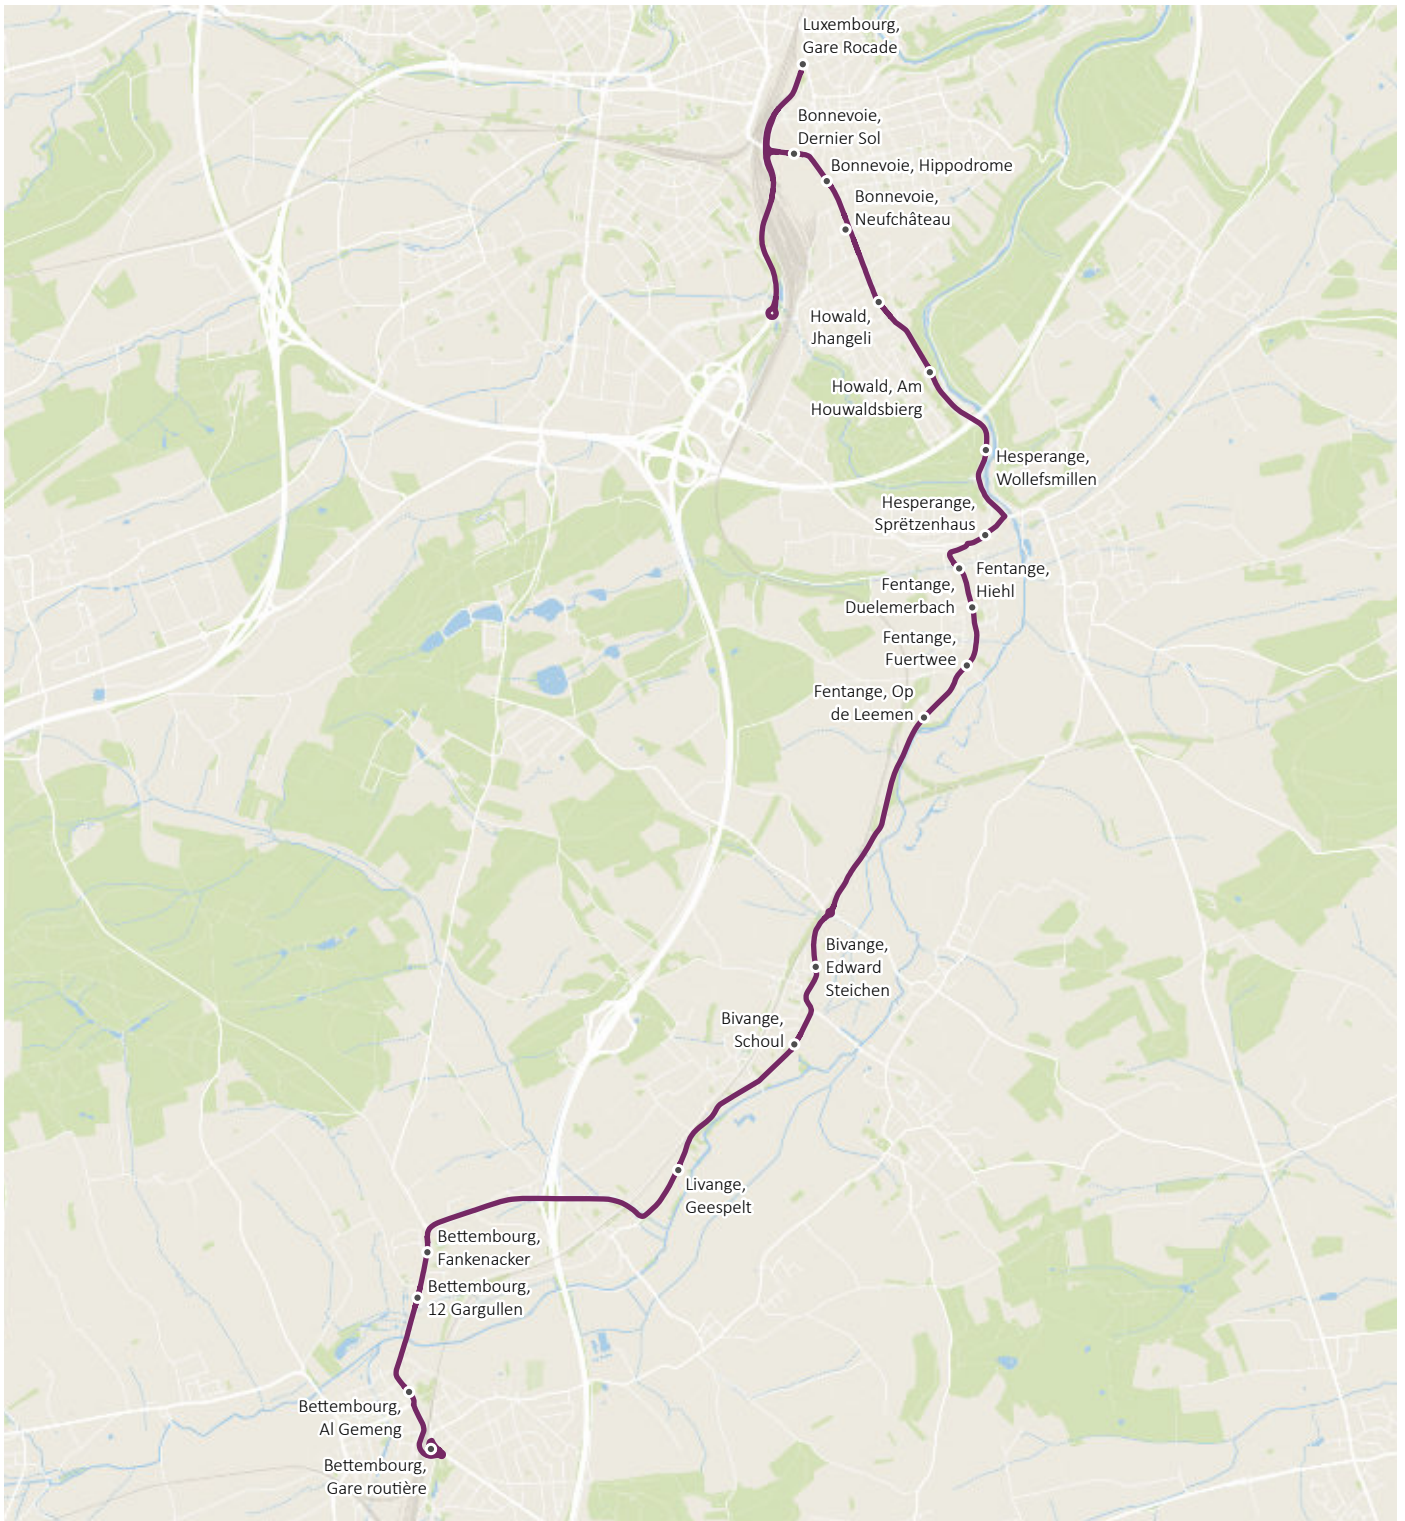 Luxembourg,
Gare Rocade
Bonnevoie,
Dernier Sol
Bonnevoie, Hippodrome
Bonnevoie,
Neufchâteau
Howald,
Jhangeli
Howald, Am
Houwaldsbierg
Hesperange,
Wollefsmillen
Hesperange,
Sprëtzenhaus
Fentange,
Hiehl
Fentange,
Duelemerbach
Fentange,
Fuertwee
Fentange, Op
de Leemen
Bivange,
Edward
Steichen
Bivange,
Schoul
Livange,
Geespelt
Bettembourg,
Fankenacker
Bettembourg,
12 Gargullen
Bettembourg,
Al Gemeng
Bettembourg,
Gare routière